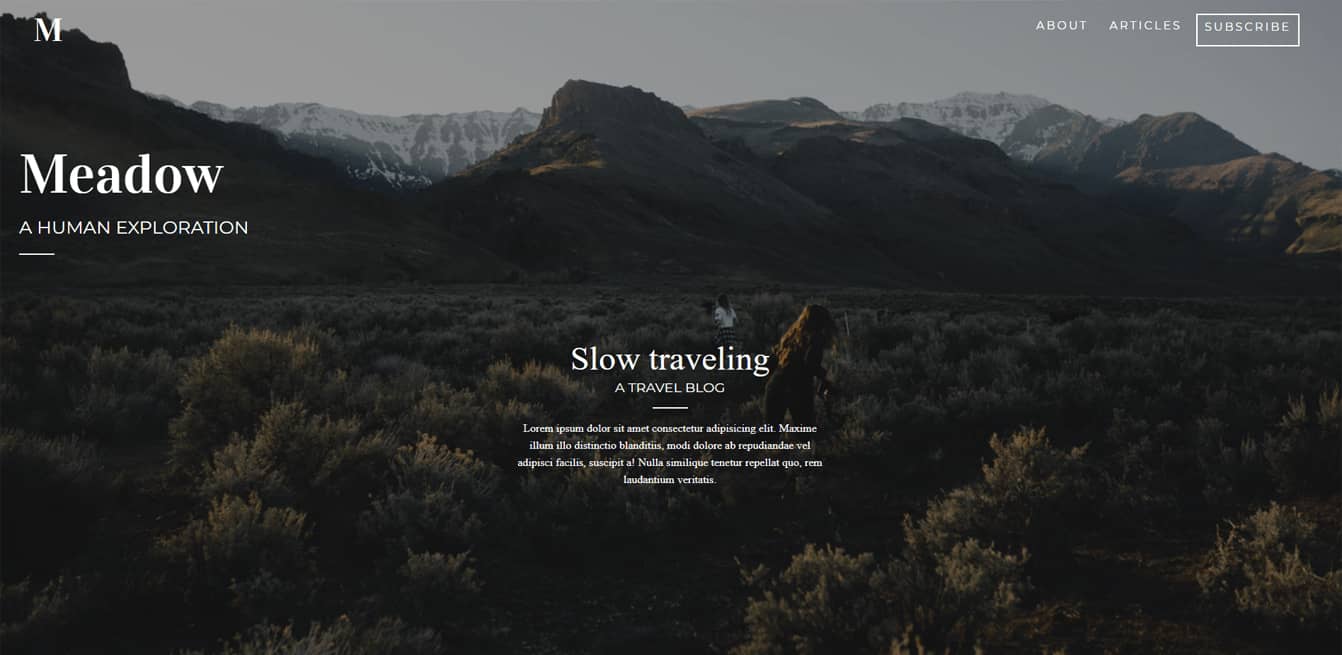 M
ABOUT ARTICLES SUBSCRIBE
Meadow
A HUMAN EXPLORATION
Slow traveling
A TRAVEL BLOG
Lorem ipsum dolor sit amet consectetur adipisicing elit. Maxime
illum illo distinctio blanditiis, modi dolore ab repudiandae vel
adipisci facilis, suscipit a! Nulla similique tenetur repellat quo, rem
laudantium veritatis.